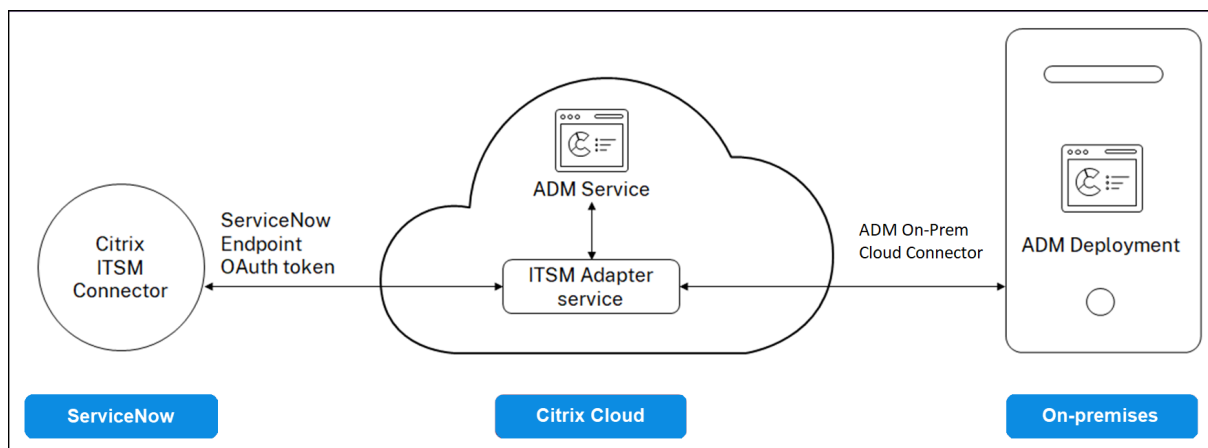 ADM Service
Citrix
ITSM
Connector
ServiceNow
Endpoint
OAuth token
ITSM Adapter
service
ADM On-Prem
Cloud Connector
ADM Deployment
ServiceNow
Citrix Cloud
On-premises